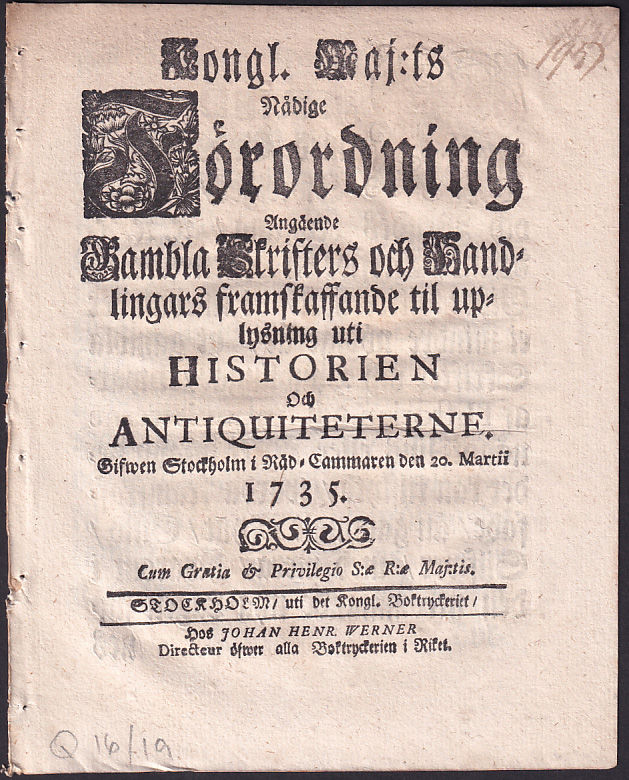 1957.
Kongl. Maj:ts
Nådige
Förordning
Angående
Gambla Skrifters och Hand-
lingars framskaffande til up-
lysning uti
HISTORIEN
Och
ANTIQUITETERNE.
Gifwen Stockholm i Råd-Cammaren den 20. Martii
1735.
Cum Gratia & Privilegio S:æ R:æ Maj:tis.
STOCKHOLM/ uti det Kongl. Boktryckeriet/
Hos JOHAN HENR. WERNER
Directeur öfwer alla Boktryckerien i Riket.
Q 16/19